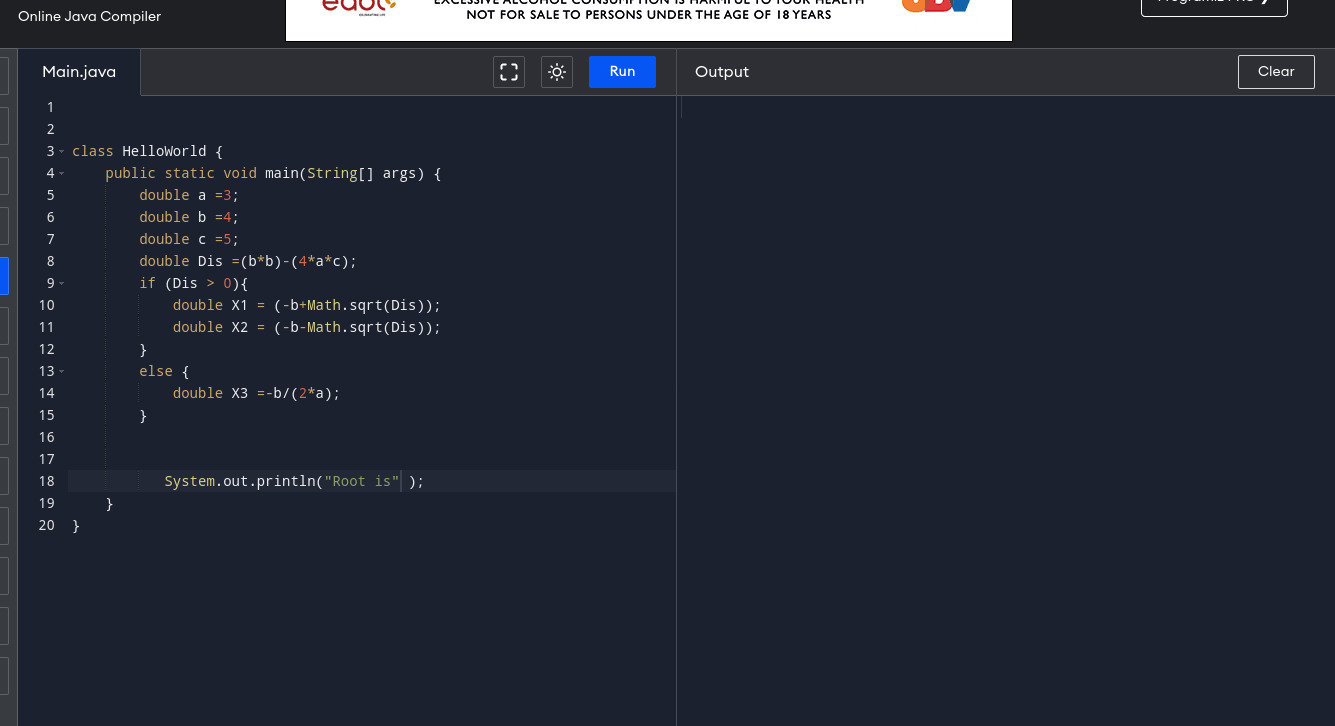 Online Java Compiler
CELEBRATING LIFE
EXCESSIVE ALCOHOL CONSUMPTION IS HARMFUL TO YOUR HEALTH
NOT FOR SALE TO PERSONS UNDER THE AGE OF 18 YEARS
Main.java
Run
Output
Clear
1
2
3 class HelloWorld {
4 public static void main(String[] args) {
5 double a =3;
6 double b =4;
7 double c =5;
8 double Dis =(b*b)-(4*a*c);
9 if (Dis > 0){
10 double X1 = (-b+Math.sqrt(Dis));
11 double X2 = (-b-Math.sqrt(Dis));
12 }
13 else {
14 double X3 =-b/(2*a);
15 }
16
17
18 System.out.println("Root is" );
19 }
20 }